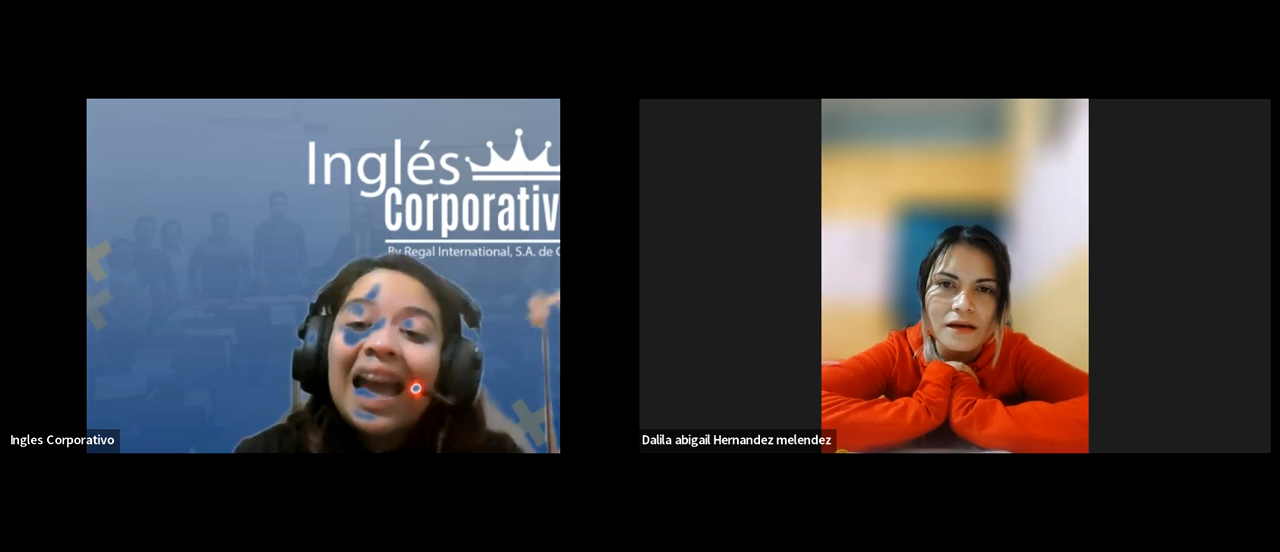 Inglés
Corporativ
By Regal International, S.A. de C
Ingles Corporativo
Dalila abigail Hernandez melendez